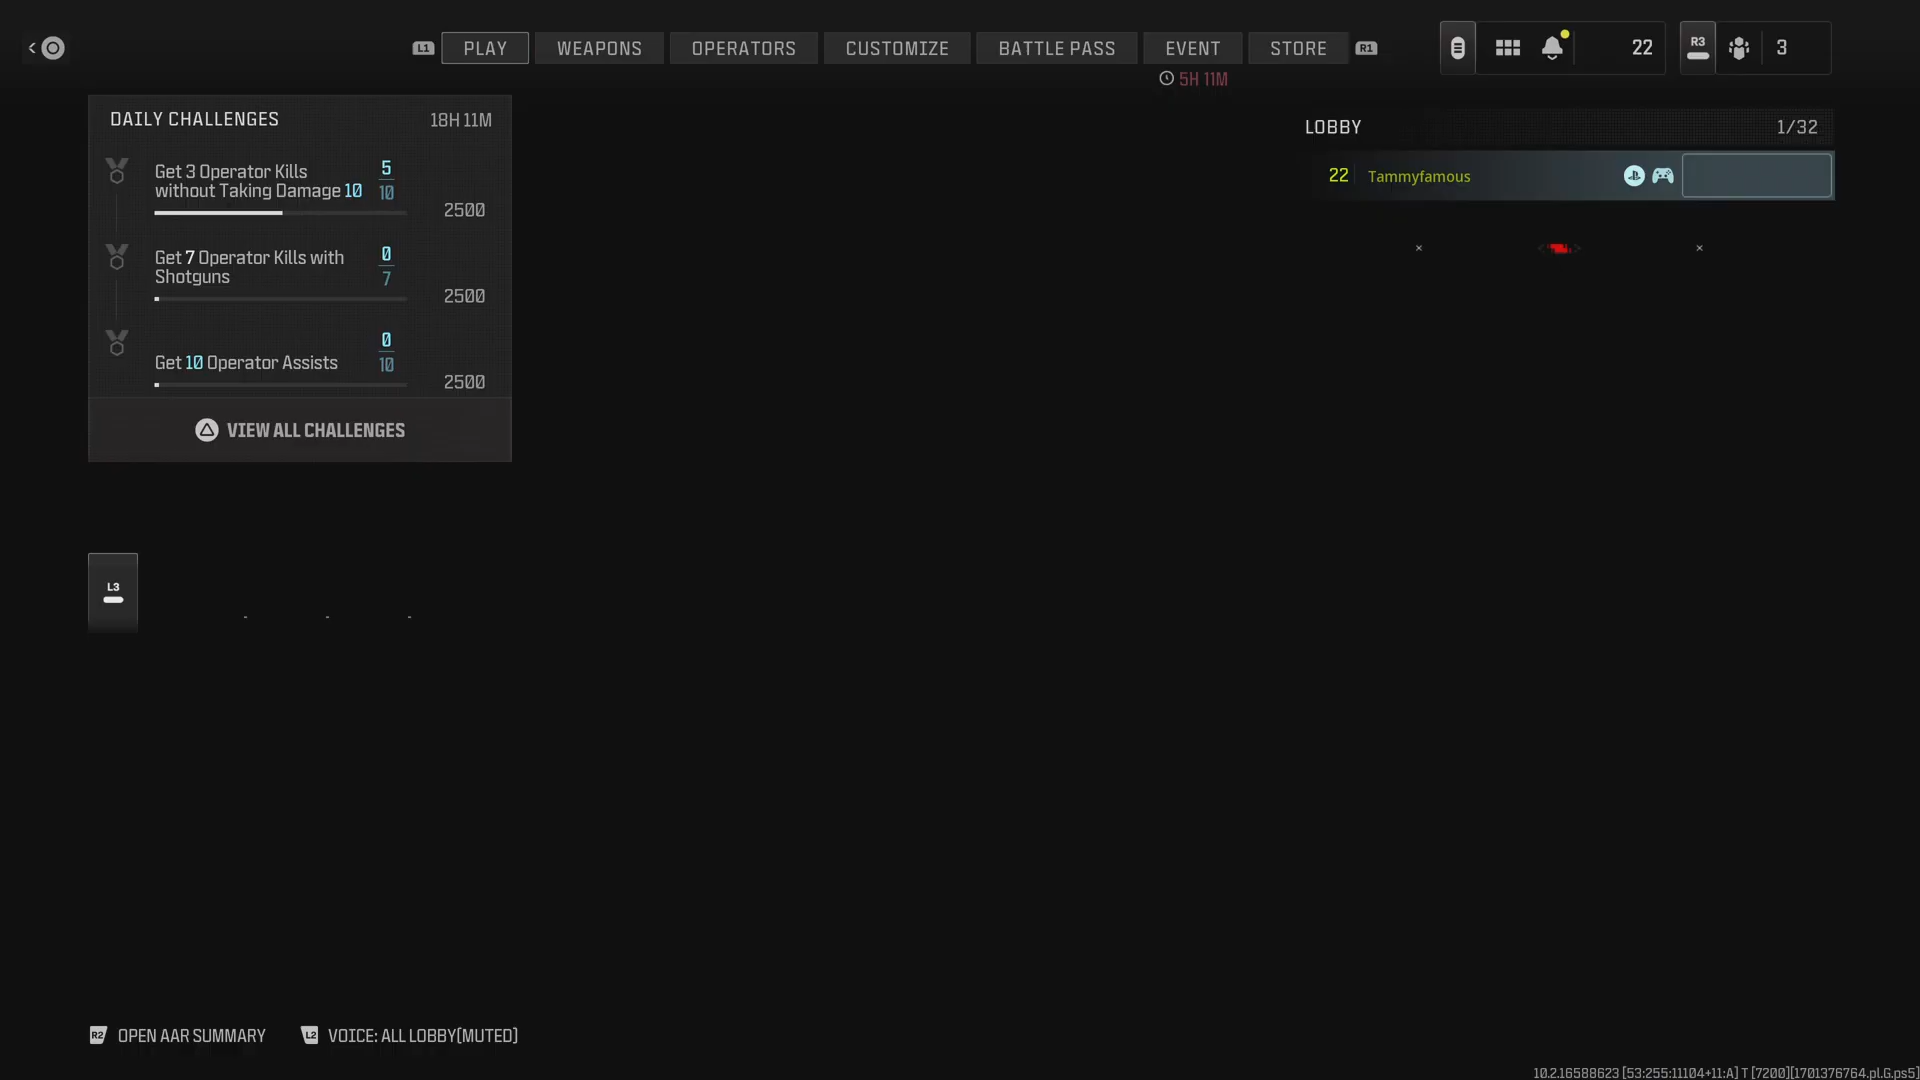 L1 PLAY WEAPONS OPERATORS CUSTOMIZE BATTLE PASS EVENT STORE R1
22
R3
3
5H 11M
DAILY CHALLENGES 18H 11M
Get 3 Operator Kills
without Taking Damage 10
5
10
2500
Get 7 Operator Kills with
Shotguns
0
7
2500
Get 10 Operator Assists
0
10
2500
VIEW ALL CHALLENGES
LOBBY 1/32
22 Tammyfamous
L3
R2 OPEN AAR SUMMARY L2 VOICE: ALL LOBBY(MUTED)
10.2.16588623 [53:255:11104+11:A] T [7200][1701376764.pl.G.ps5]